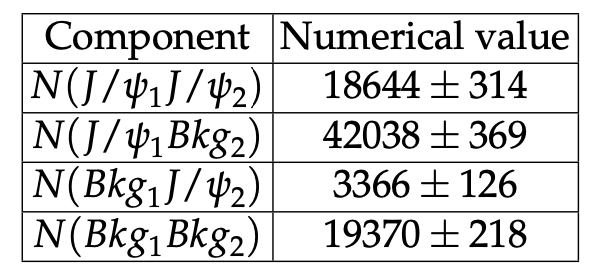 Component Numerical value
N(J/ψ₁J/ψ₂) 18644 ± 314
N(J/ψ₁Bkg₂) 42038 ± 369
N(Bkg₁J/ψ₂) 3366 ± 126
N(Bkg₁Bkg₂) 19370 ± 218